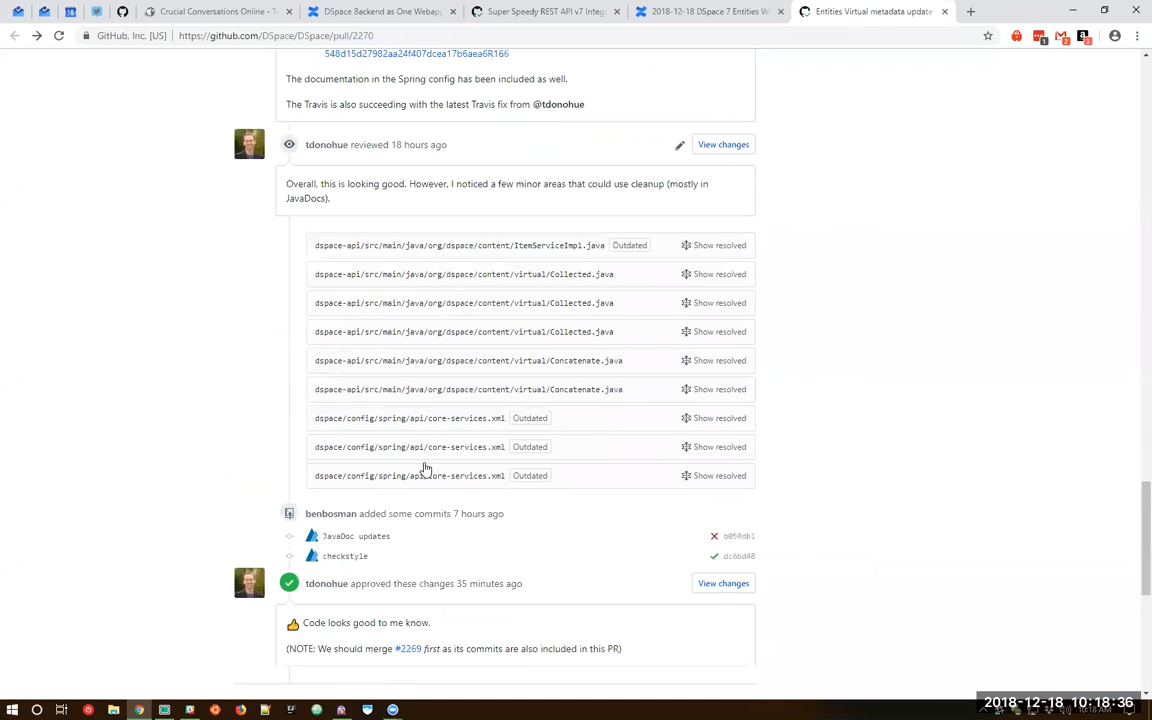 Crucial Conversations Online - T
DSpace Backend as One Webapp
Super Speedy REST API v7 Integ
2018-12-18 DSpace 7 Entities W
Entities Virtual metadata update
GitHub, Inc. [US] https://github.com/DSpace/DSpace/pull/2270
548d15d27982aa24f407dcea17b6aea6R166
The documentation in the Spring config has been included as well.
The Travis is also succeeding with the latest Travis fix from @tdonohue
tdonohue reviewed 18 hours ago View changes
Overall, this is looking good. However, I noticed a few minor areas that could use cleanup (mostly in
JavaDocs).
dspace-api/src/main/java/org/dspace/content/ItemServiceImpl.java Outdated Show resolved
dspace-api/src/main/java/org/dspace/content/virtual/Collected.java Show resolved
dspace-api/src/main/java/org/dspace/content/virtual/Collected.java Show resolved
dspace-api/src/main/java/org/dspace/content/virtual/Collected.java Show resolved
dspace-api/src/main/java/org/dspace/content/virtual/Concatenate.java Show resolved
dspace-api/src/main/java/org/dspace/content/virtual/Concatenate.java Show resolved
dspace/config/spring/api/core-services.xml Outdated Show resolved
dspace/config/spring/api/core-services.xml Outdated Show resolved
dspace/config/spring/api/core-services.xml Outdated Show resolved
benbosman added some commits 7 hours ago
JavaDoc updates b050db1
checkstyle dc6bd48
tdonohue approved these changes 35 minutes ago View changes
Code looks good to me know.
(NOTE: We should merge #2269 first as its commits are also included in this PR)
2018-12-18 10:18:36